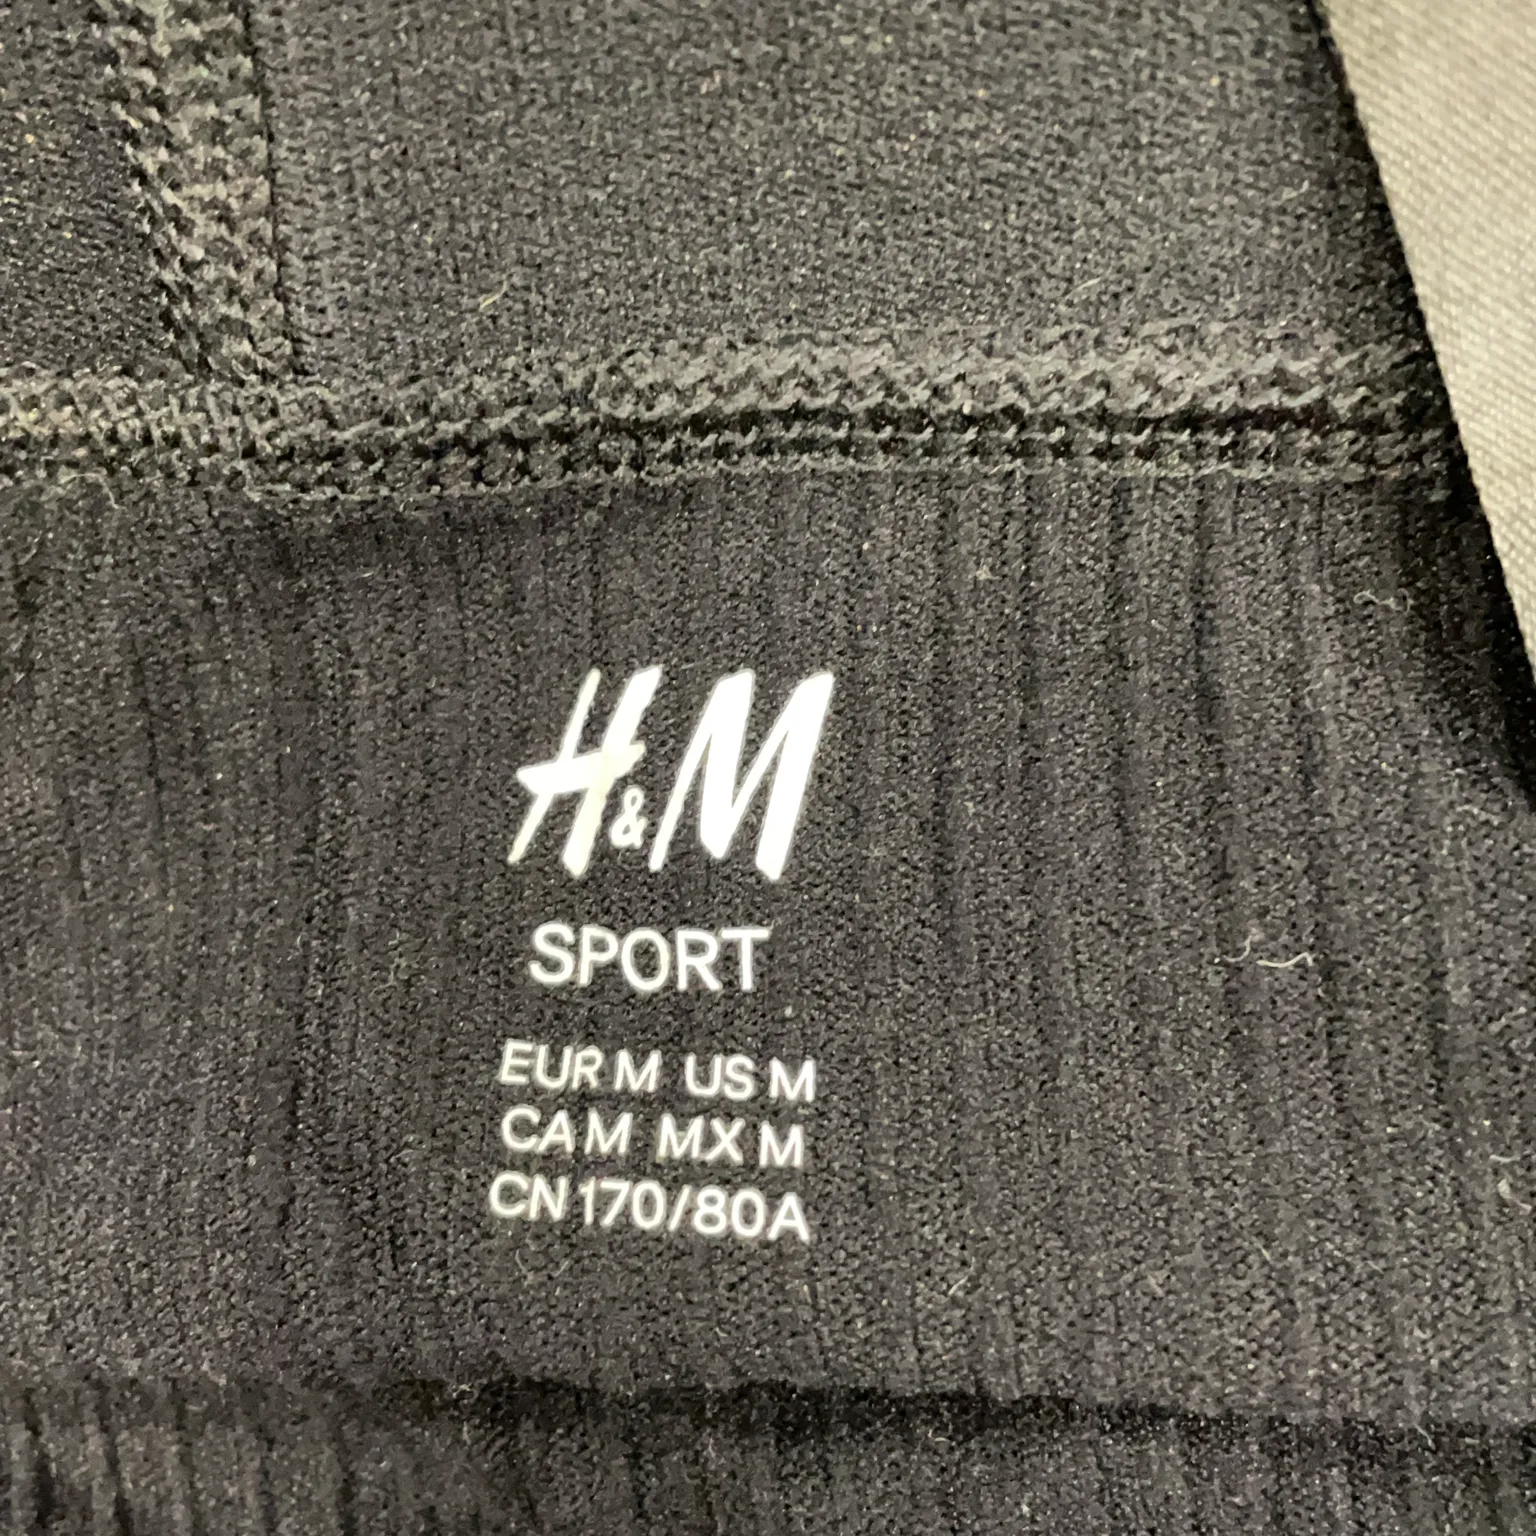 H&M
SPORT
EUR M US M
CA M MX M
CN 170/80A